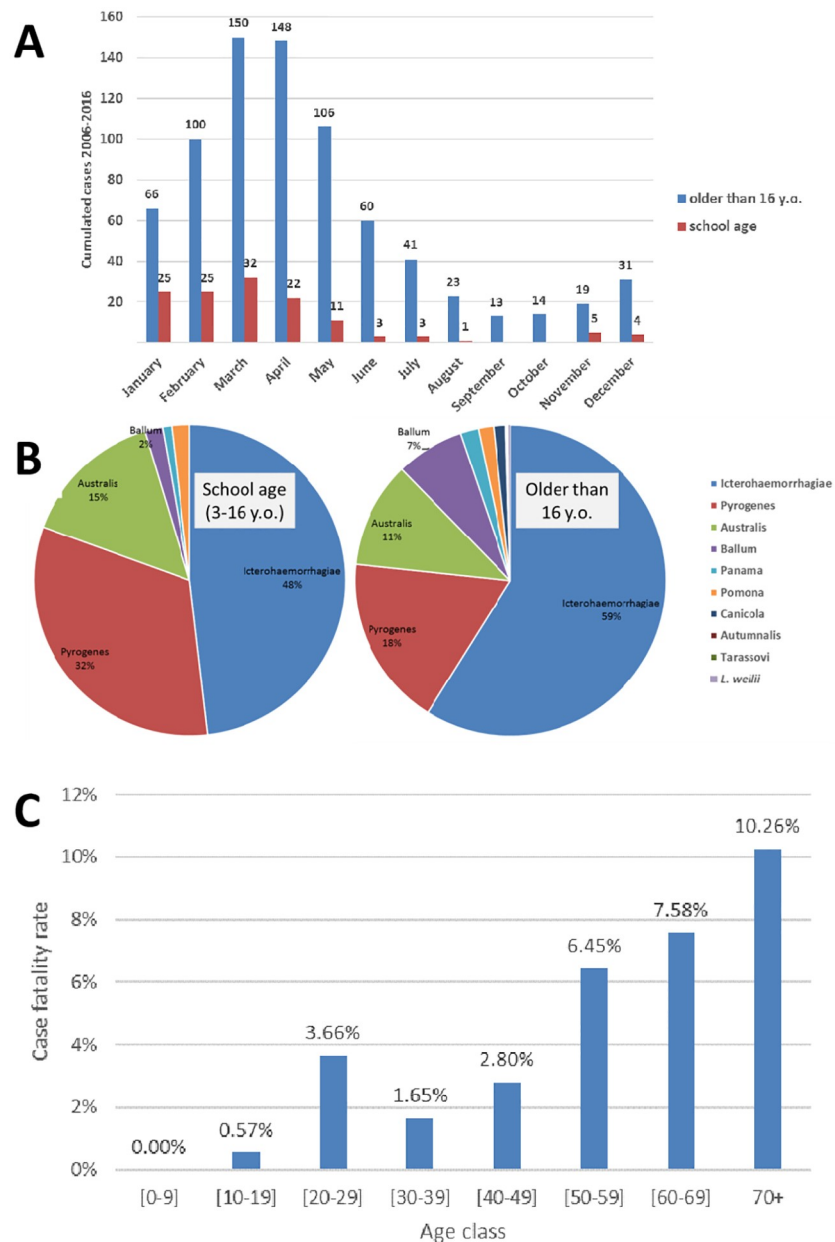 A
Cumulated cases 2006-2016
160
140
120
100
80
60
40
20
66
100
150
148
106
60
41
23
13
14
19
31
25
25
32
22
11
3
3
1
5
4
January
February
March
April
May
June
July
August
September
October
November
December
older than 16 y.o.
school age
B
School age
(3-16 y.o.)
Ballum
2%
Australis
15%
Pyrogenes
32%
Icterohaemorrhagiae
48%
Older than
16 y.o.
Ballum
7%
Australis
11%
Pyrogenes
18%
Icterohaemorrhagiae
59%
Icterohaemorrhagiae
Pyrogenes
Australis
Ballum
Panama
Pomona
Canicola
Autumnalis
Tarassovi
L. weilii
C
Case fatality rate
12%
10%
8%
6%
4%
2%
0%
0.00%
0.57%
3.66%
1.65%
2.80%
6.45%
7.58%
10.26%
[0-9]
[10-19]
[20-29]
[30-39]
[40-49]
[50-59]
[60-69]
70+
Age class